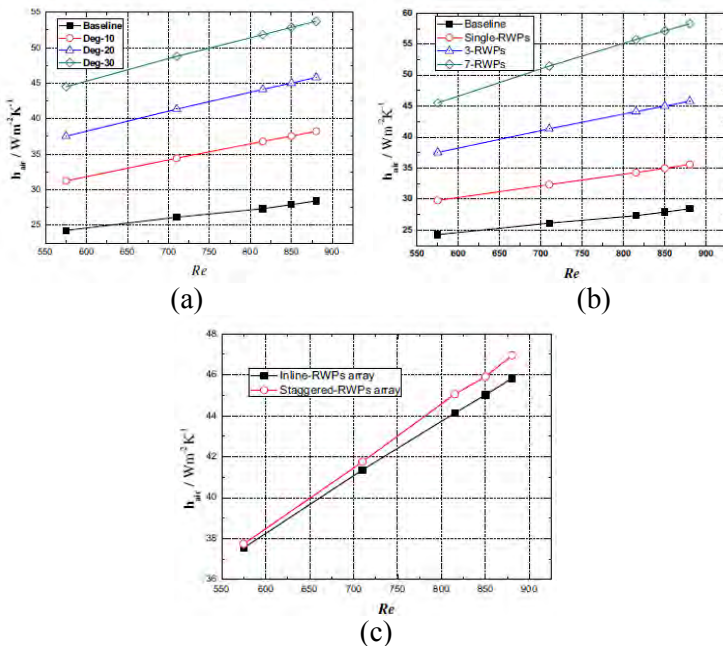 55
50
45
40
35
30
25
Baseline
Deg-10
Deg-20
Deg-30
h_air / Wm⁻²K⁻¹
550 600 650 700 750 800 850 900
Re
(a)
60
55
50
45
40
35
30
25
Baseline
Single-RWPs
3-RWPs
7-RWPs
h_air / Wm⁻²K⁻¹
550 600 650 700 750 800 850 900
Re
(b)
48
46
44
42
40
38
36
Inline-RWPs array
Staggered-RWPs array
h_air / Wm⁻²K⁻¹
550 600 650 700 750 800 850 900
Re
(c)